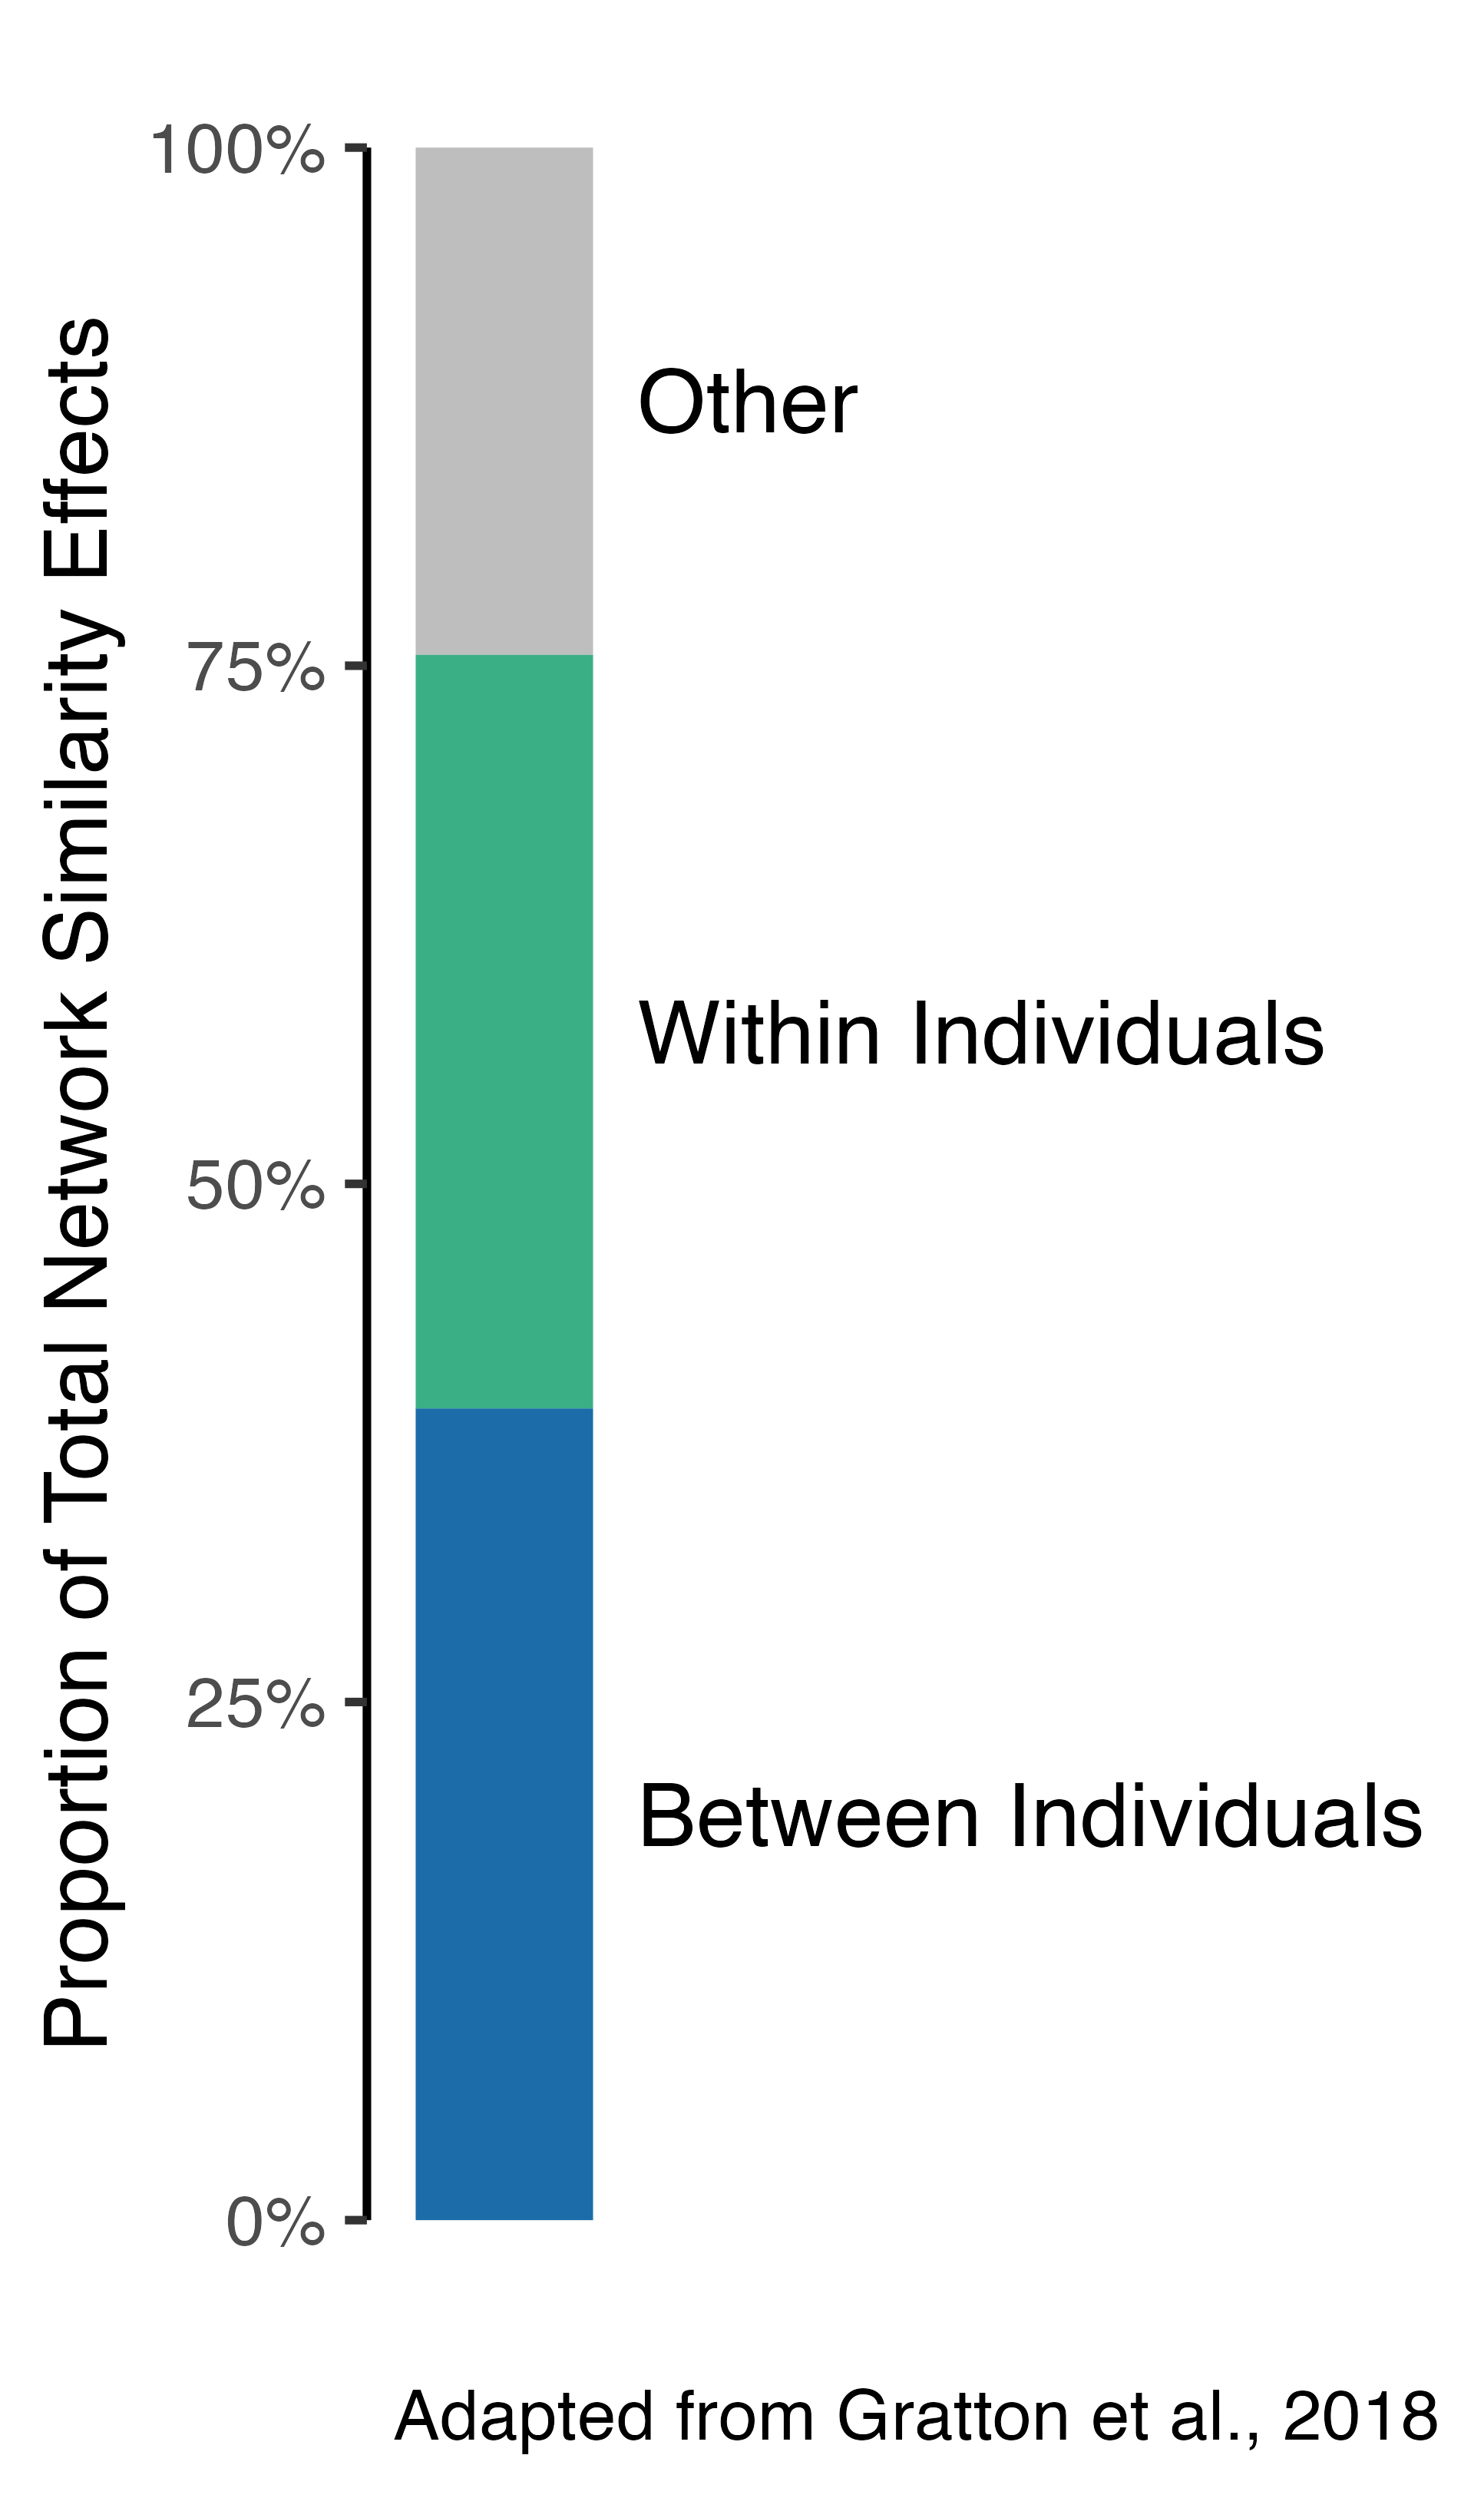 Proportion of Total Network Similarity Effects
100%
75%
50%
25%
0%
Other
Within Individuals
Between Individuals
Adapted from Gratton et al., 2018